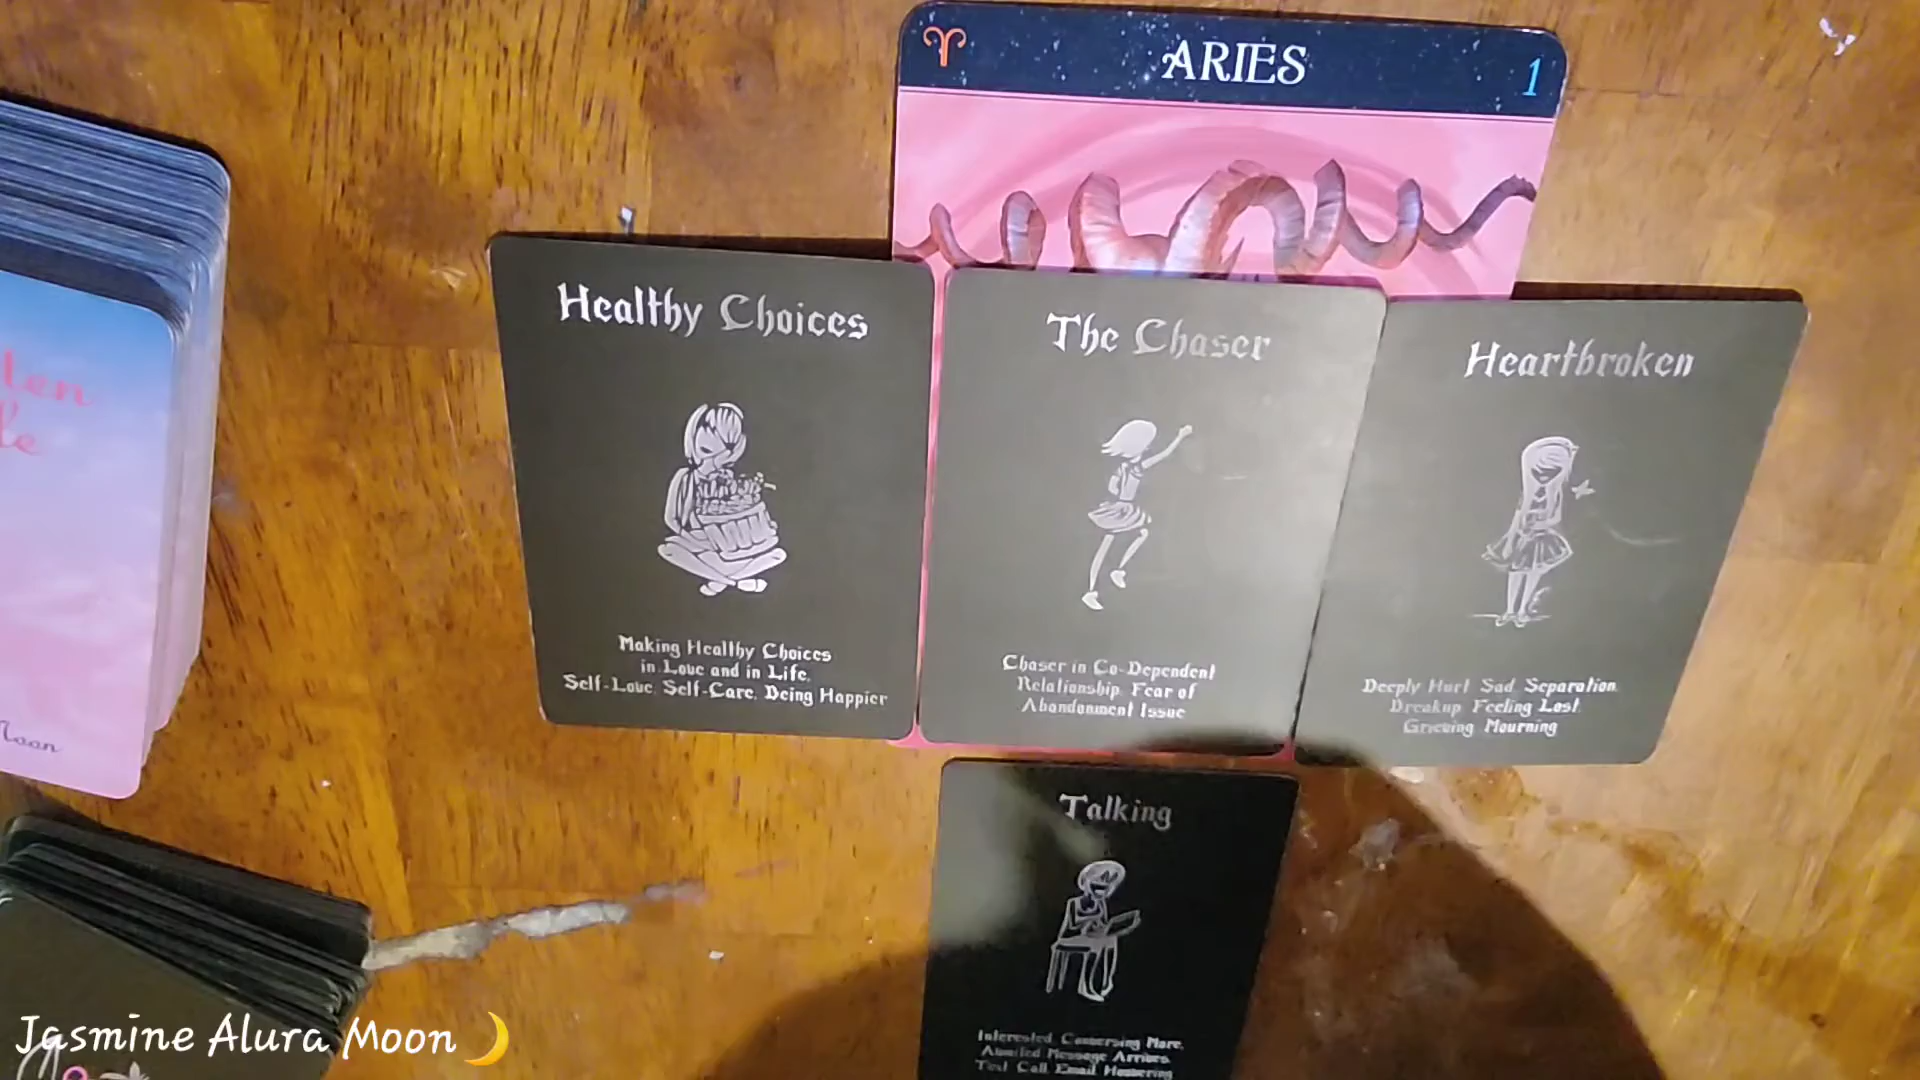 ARIES
1
Healthy Choices
Making Healthy Choices
in Love and in Life.
Self-Love. Self-Care. Being Happier
The Chaser
Chaser in Co-Dependent
Relationship. Fear of
Abandonment Issue
Heartbroken
Deeply Hurt. Sad. Separation.
Breakup. Feeling Lost.
Grieving. Mourning
Talking
Interested. Conversing More.
Awaited Message Arrives.
Text. Call. Email.
Moon
Jasmine Alura Moon🌙